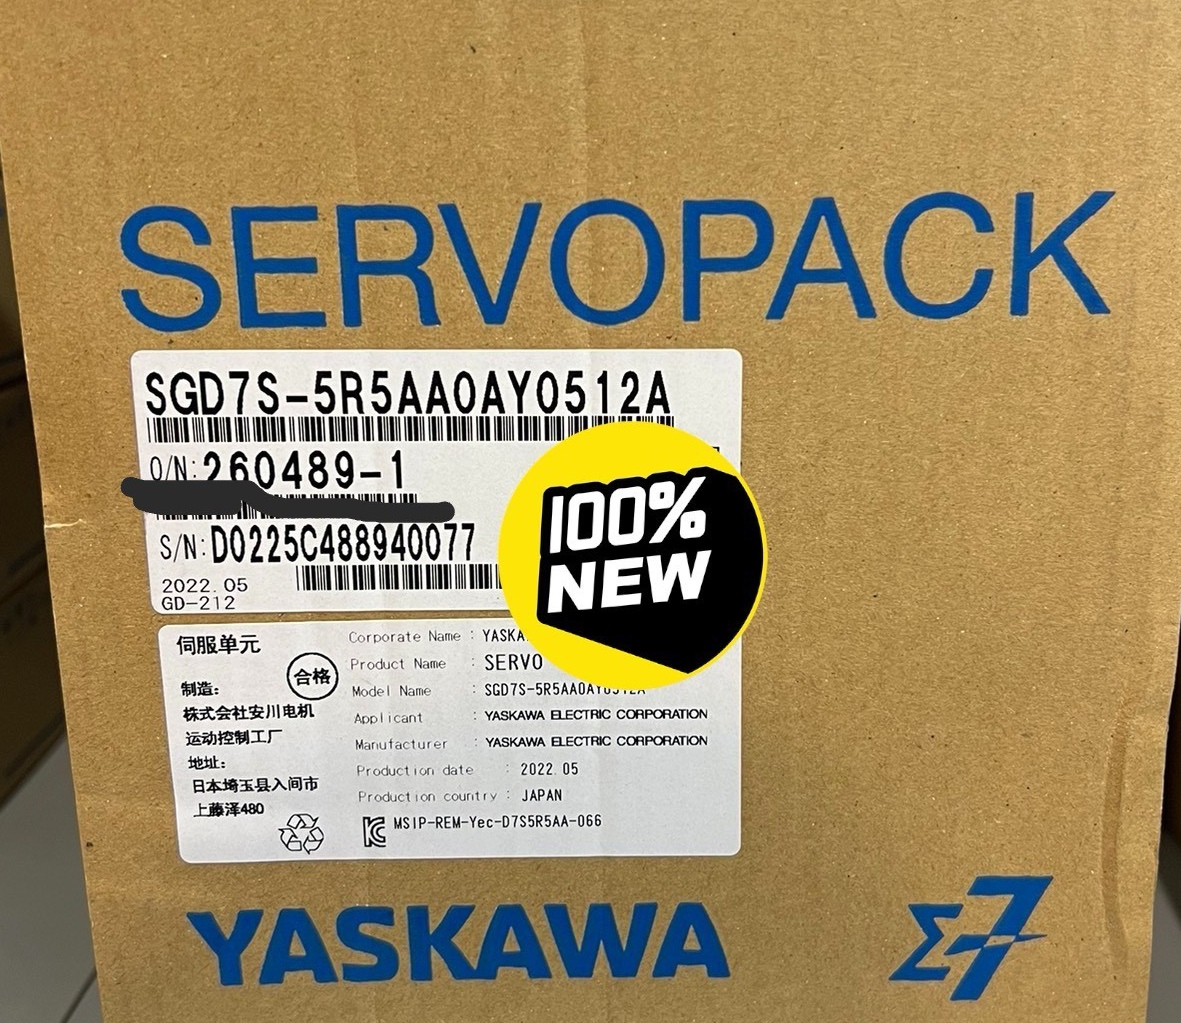 SERVOPACK
SGD7S-5R5AA0AY0512A
O/N: 260489-1
S/N: D0225C488940077
2022.05
GD-212
100%
NEW
伺服单元
合格
制造:
株式会社安川电机
运动控制工厂
地址:
日本埼玉县入间市
上藤泽480
Corporate Name : YASKA
Product Name : SERVO
Model Name : SGD7S-5R5AA0AY0512A
Applicant : YASKAWA ELECTRIC CORPORATION
Manufacturer : YASKAWA ELECTRIC CORPORATION
Production date : 2022.05
Production country : JAPAN
MSIP-REM-Yec-D7S5R5AA-066
YASKAWA
Σ-7